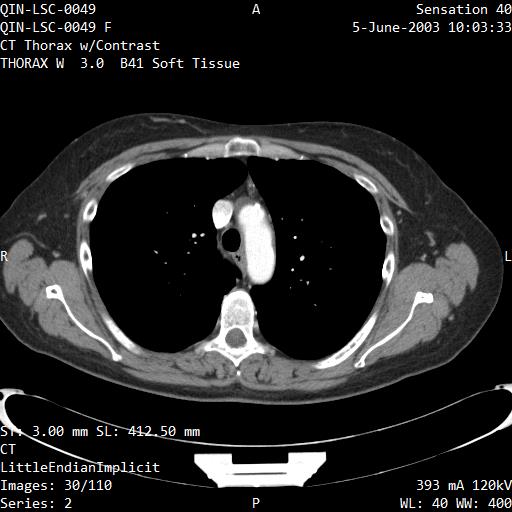 QIN-LSC-0049
A
Sensation 40
QIN-LSC-0049 F
5-June-2003 10:03:33
CT Thorax w/Contrast
THORAX W  3.0  B41 Soft Tissue
R
L
ST: 3.00 mm SL: 412.50 mm
CT
LittleEndianImplicit
Images: 30/110
393 mA 120kV
Series: 2
P
WL: 40 WW: 400